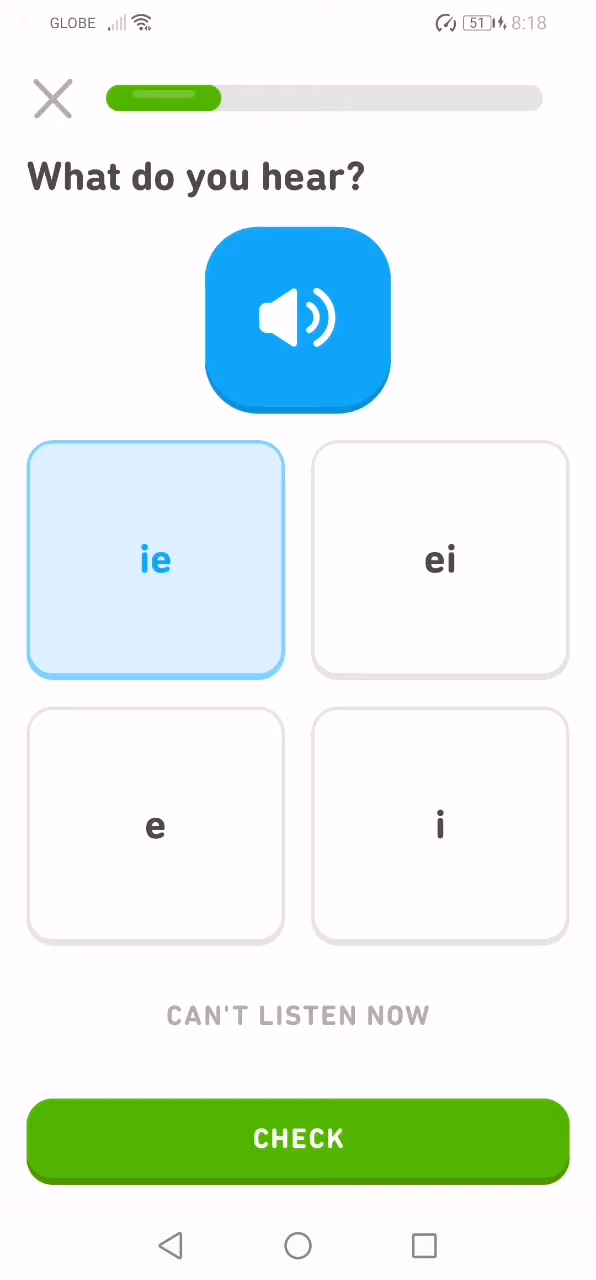 GLOBE 51 8:18
What do you hear?
ie ei
e i
CAN'T LISTEN NOW
CHECK